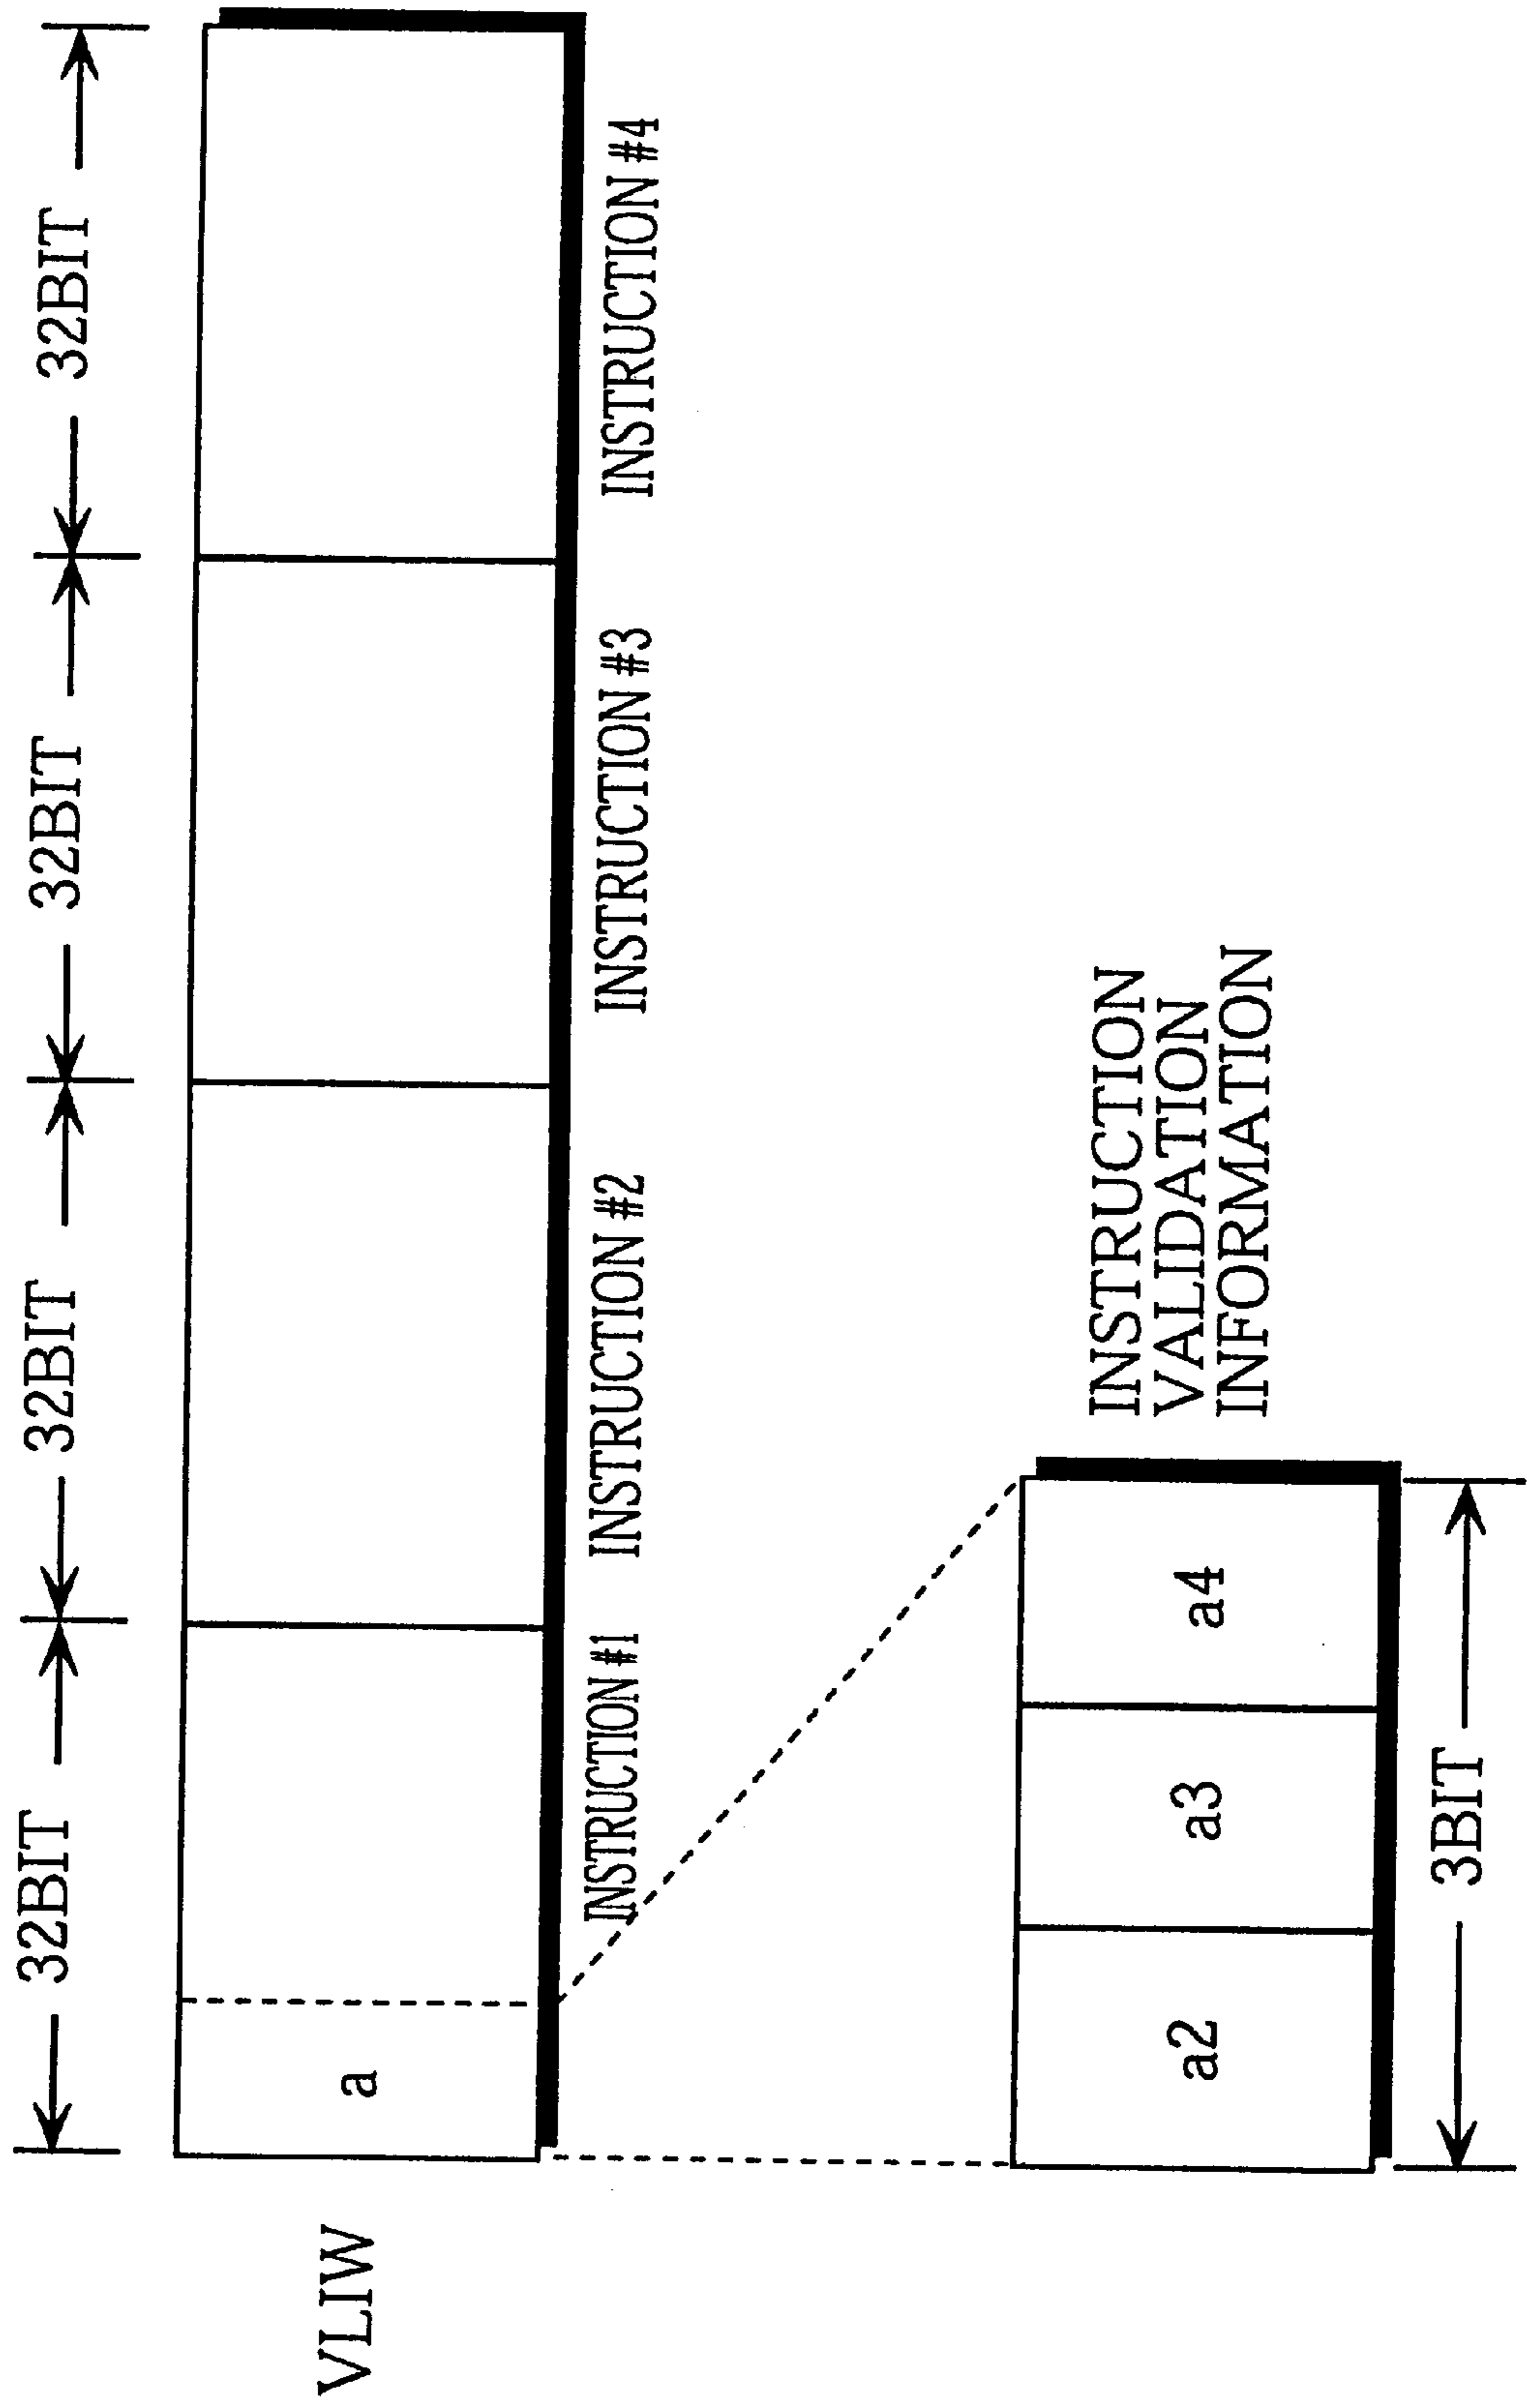 32BIT 32BIT 32BIT 32BIT
VLIW
a
INSTRUCTION #1 INSTRUCTION #2 INSTRUCTION #3 INSTRUCTION #4
a2 a3 a4
INSTRUCTION
VALIDATION
INFORMATION
3BIT